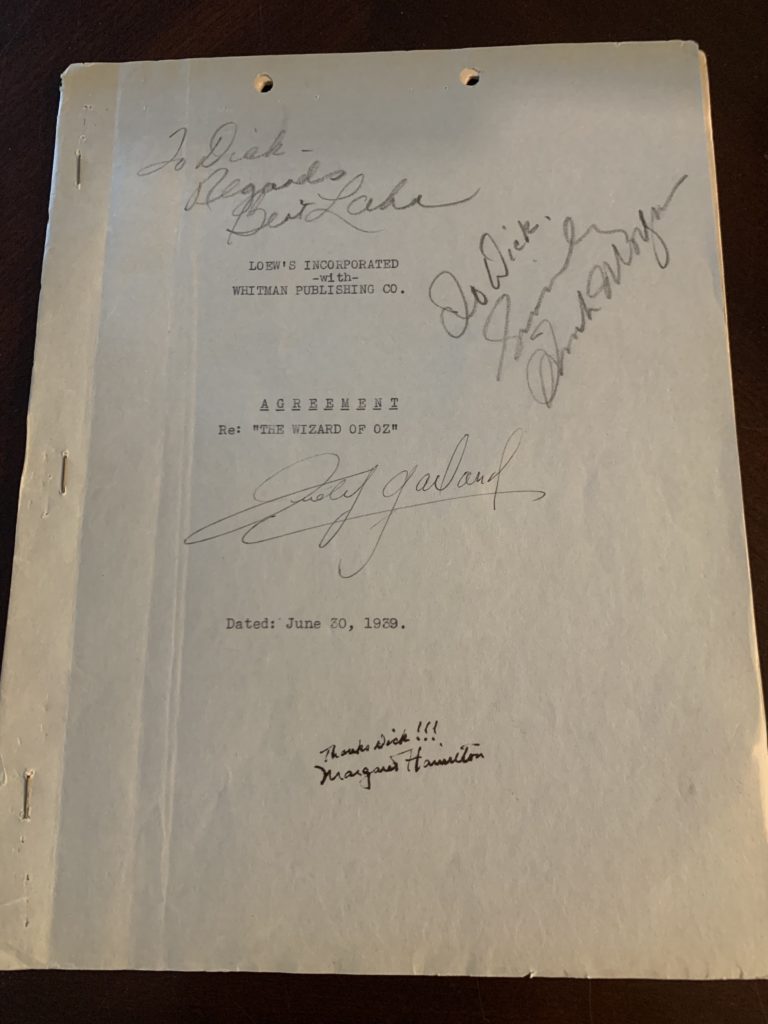 To Dick -
Regards
Bert Lahr
To Dick.
Sincerely
Frank Morgan
LOEW'S INCORPORATED
-with-
WHITMAN PUBLISHING CO.
AGREEMENT
Re: "THE WIZARD OF OZ"
Judy Garland
Dated: June 30, 1939.
Thanks Dick!!!
Margaret Hamilton